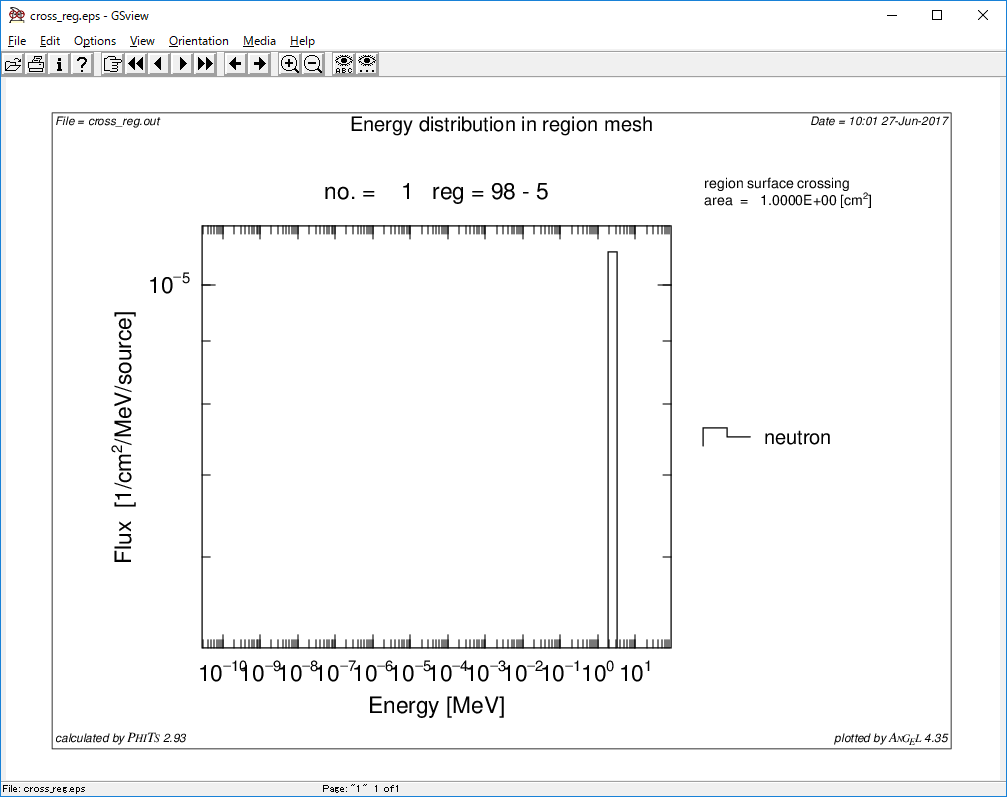 cross_reg.eps - GSview
File Edit Options View Orientation Media Help
i ?
ABC
File = cross_reg.out
Energy distribution in region mesh
Date = 10:01 27-Jun-2017
no. = 1 reg = 98 - 5
region surface crossing
area = 1.0000E+00 [cm²]
10⁻⁵
Flux [1/cm²/MeV/source]
neutron
10⁻¹⁰ 10⁻⁹ 10⁻⁸ 10⁻⁷ 10⁻⁶ 10⁻⁵ 10⁻⁴ 10⁻³ 10⁻² 10⁻¹ 10⁰ 10¹
Energy [MeV]
calculated by PHITS 2.93
plotted by ANGEL 4.35
File: cross_reg.eps
Page: "1" 1 of 1